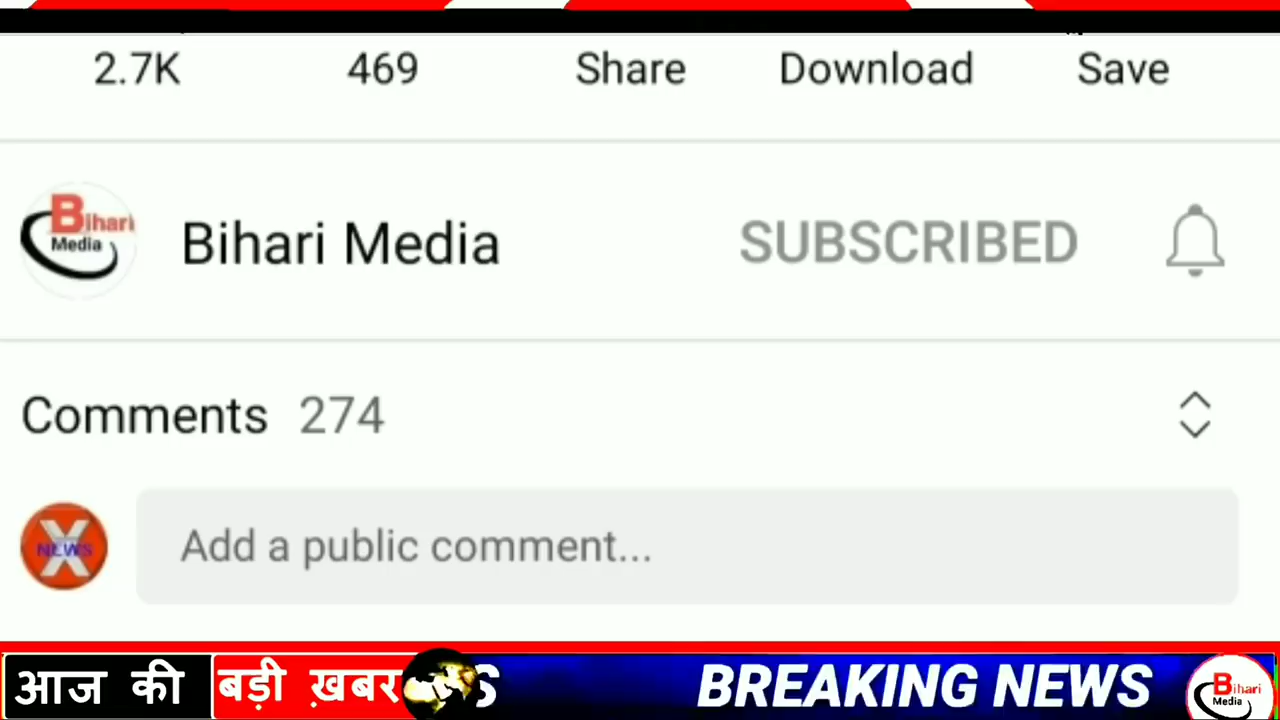 2.7K 469 Share Download Save
Bihari Media
Bihari Media SUBSCRIBED
Comments 274
X NEWS
Add a public comment...
आज की बड़ी ख़बर S BREAKING NEWS
Bihari Media